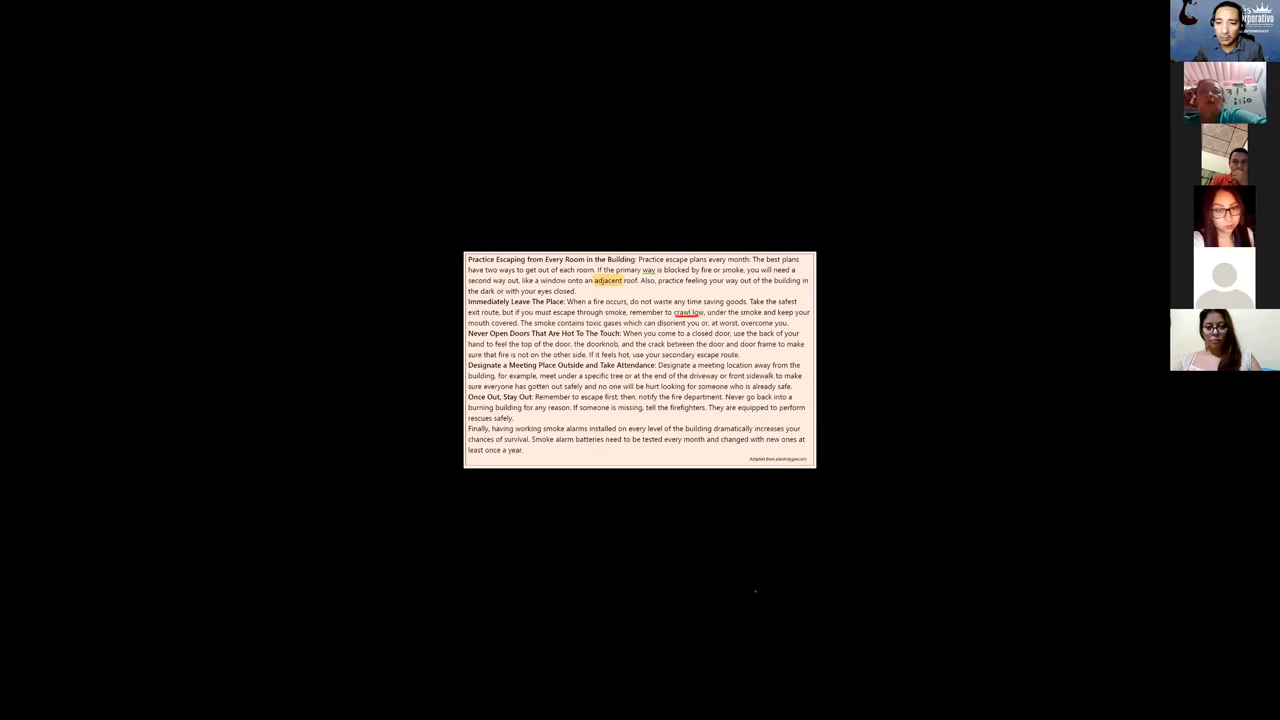 Practice Escaping from Every Room in the Building: Practice escape plans every month: The best plans
have two ways to get out of each room. If the primary way is blocked by fire or smoke, you will need a
second way out, like a window onto an adjacent roof. Also, practice feeling your way out of the building in
the dark or with your eyes closed.
Immediately Leave The Place: When a fire occurs, do not waste any time saving goods. Take the safest
exit route, but if you must escape through smoke, remember to crawl low, under the smoke and keep your
mouth covered. The smoke contains toxic gases which can disorient you or, at worst, overcome you.
Never Open Doors That Are Hot To The Touch: When you come to a closed door, use the back of your
hand to feel the top of the door, the doorknob, and the crack between the door and door frame to make
sure that fire is not on the other side. If it feels hot, use your secondary escape route.
Designate a Meeting Place Outside and Take Attendance: Designate a meeting location away from the
building, for example, meet under a specific tree or at the end of the driveway or front sidewalk to make
sure everyone has gotten out safely and no one will be hurt looking for someone who is already safe.
Once Out, Stay Out: Remember to escape first; then, notify the fire department. Never go back into a
burning building for any reason. If someone is missing, tell the firefighters. They are equipped to perform
rescues safely.
Finally, having working smoke alarms installed on every level of the building dramatically increases your
chances of survival. Smoke alarm batteries need to be tested every month and changed with new ones at
least once a year.
Adapted from plantcitygov.com
INTERMEDIATE